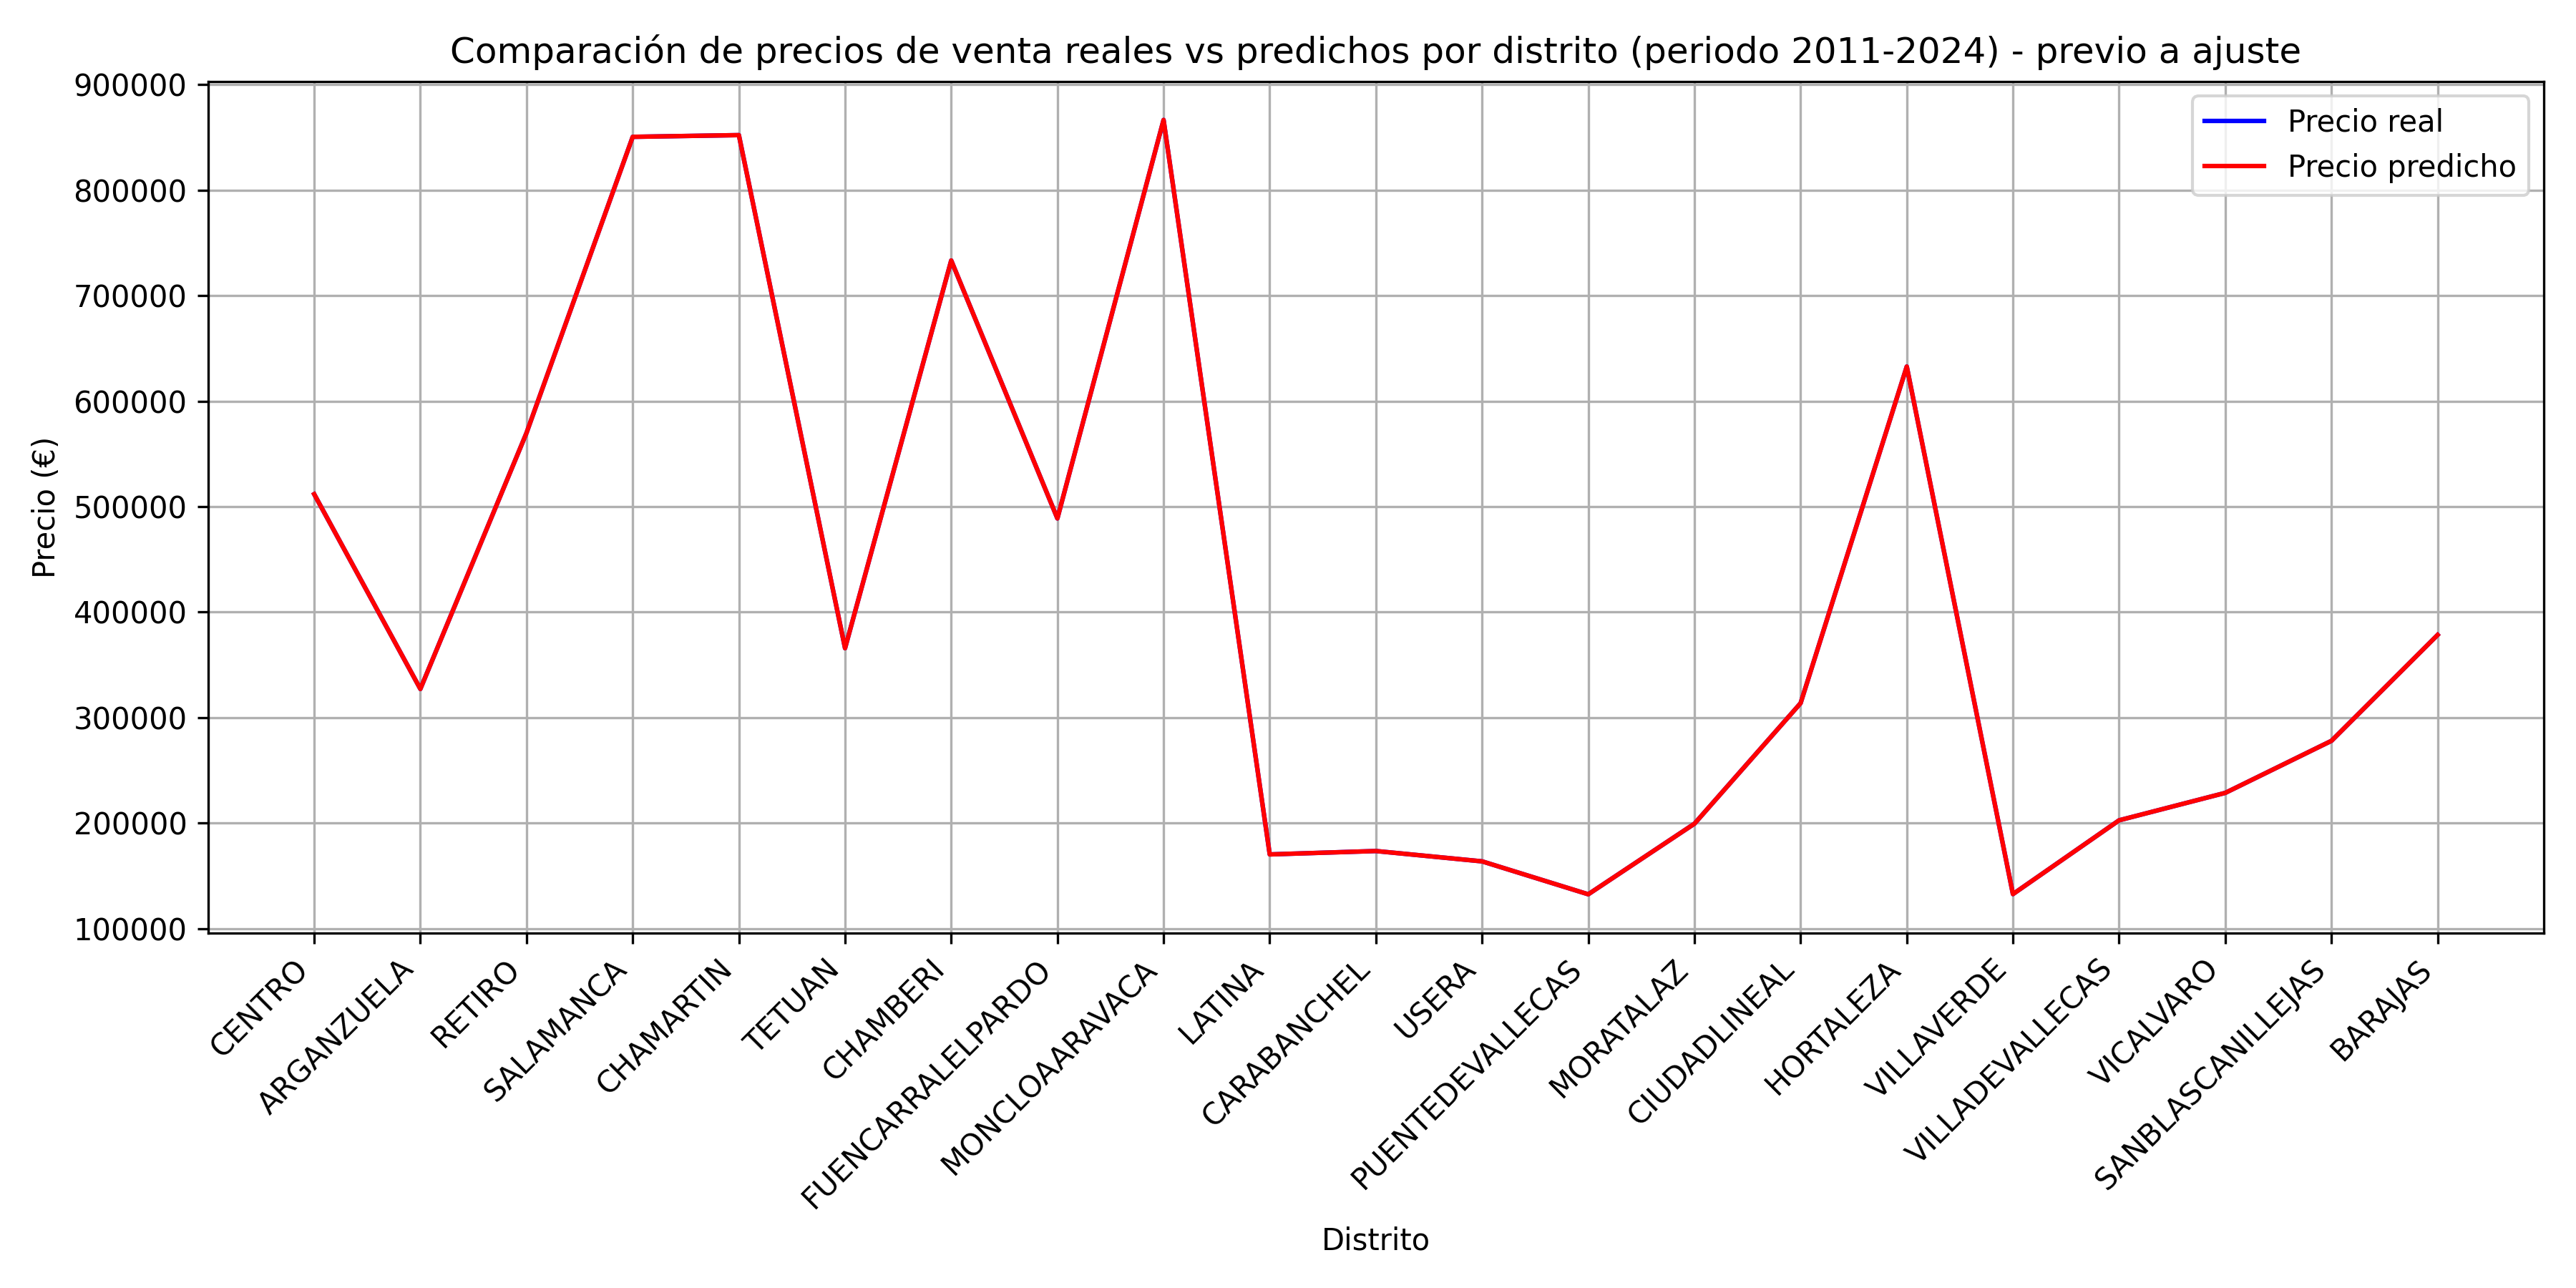 Comparación de precios de venta reales vs predichos por distrito (periodo 2011-2024) - previo a ajuste
Precio real
Precio predicho
Precio (€)
900000
800000
700000
600000
500000
400000
300000
200000
100000
CENTRO
ARGANZUELA
RETIRO
SALAMANCA
CHAMARTIN
TETUAN
CHAMBERI
FUENCARRALELPARDO
MONCLOAARAVACA
LATINA
CARABANCHEL
USERA
PUENTEDEVALLECAS
MORATALAZ
CIUDADLINEAL
HORTALEZA
VILLAVERDE
VILLADEVALLECAS
VICALVARO
SANBLASCANILLEJAS
BARAJAS
Distrito